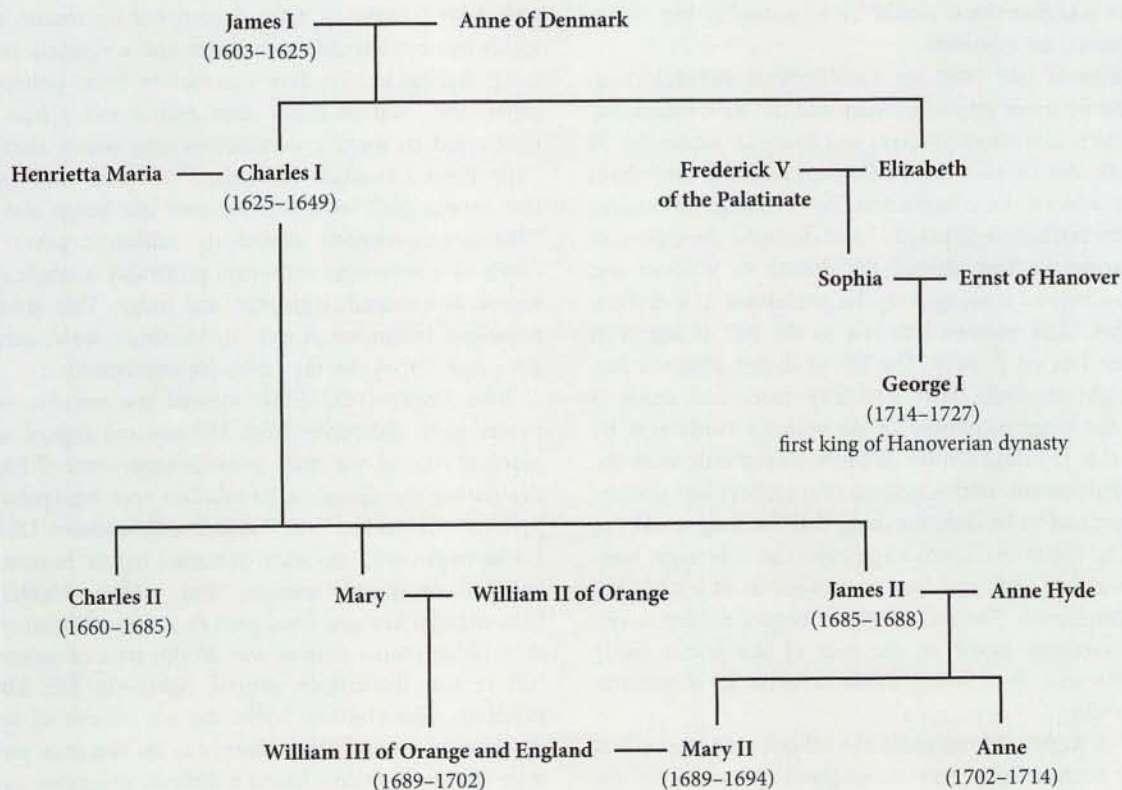 James I Anne of Denmark
(1603–1625)
Henrietta Maria Charles I Frederick V Elizabeth
(1625–1649) of the Palatinate
Sophia Ernst of Hanover
George I
(1714–1727)
first king of Hanoverian dynasty
Charles II Mary William II of Orange James II Anne Hyde
(1660–1685) (1685–1688)
William III of Orange and England Mary II Anne
(1689–1702) (1689–1694) (1702–1714)